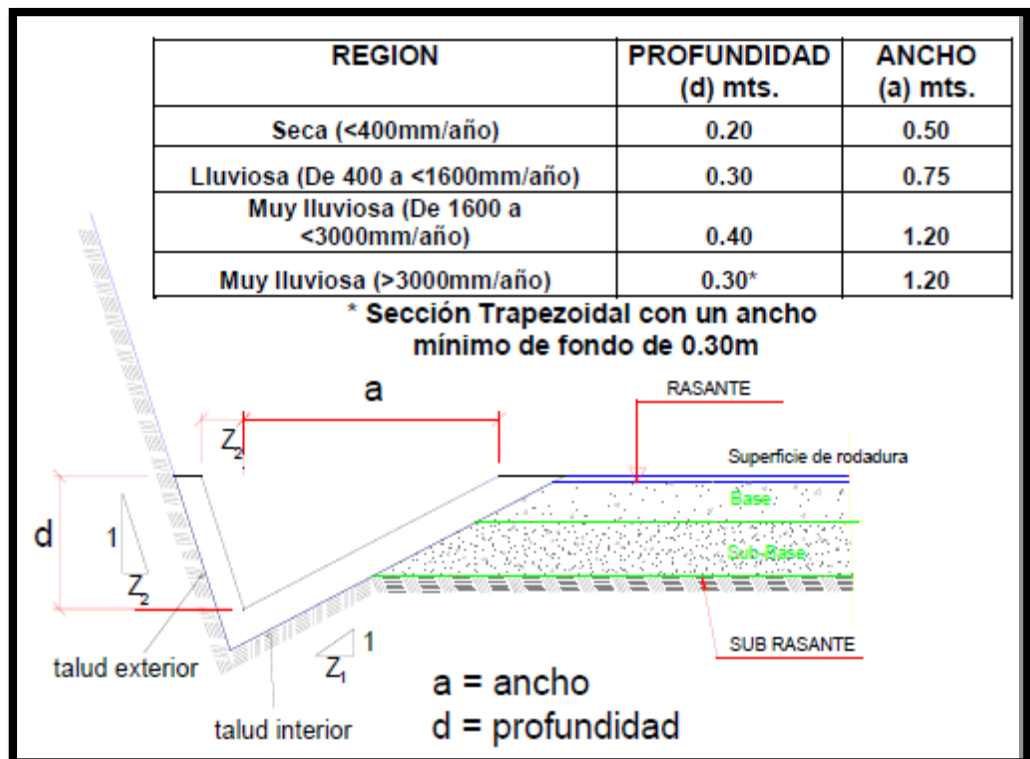 REGION PROFUNDIDAD (d) mts. ANCHO (a) mts.
Seca (<400mm/año) 0.20 0.50
Lluviosa (De 400 a <1600mm/año) 0.30 0.75
Muy lluviosa (De 1600 a <3000mm/año) 0.40 1.20
Muy lluviosa (>3000mm/año) 0.30* 1.20
* Sección Trapezoidal con un ancho
mínimo de fondo de 0.30m
a
RASANTE
Z2
Superficie de rodadura
Base
d
1
Sub-Base
Z2
1
Z1
SUB RASANTE
talud exterior
a = ancho
talud interior
d = profundidad